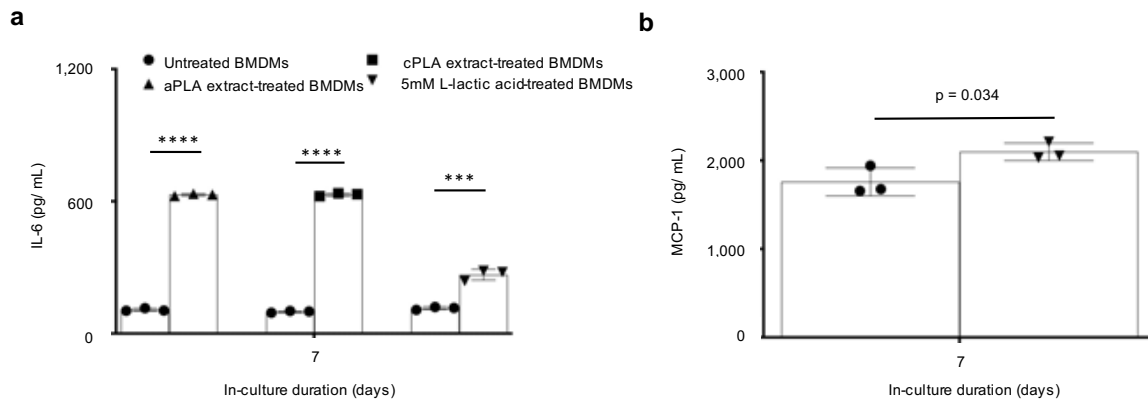 a
Untreated BMDMs
cPLA extract-treated BMDMs
aPLA extract-treated BMDMs
5mM L-lactic acid-treated BMDMs
1,200
600
0
IL-6 (pg/ mL)
****
****
***
7
In-culture duration (days)
b
3,000
2,000
1,000
0
MCP-1 (pg/ mL)
p = 0.034
7
In-culture duration (days)